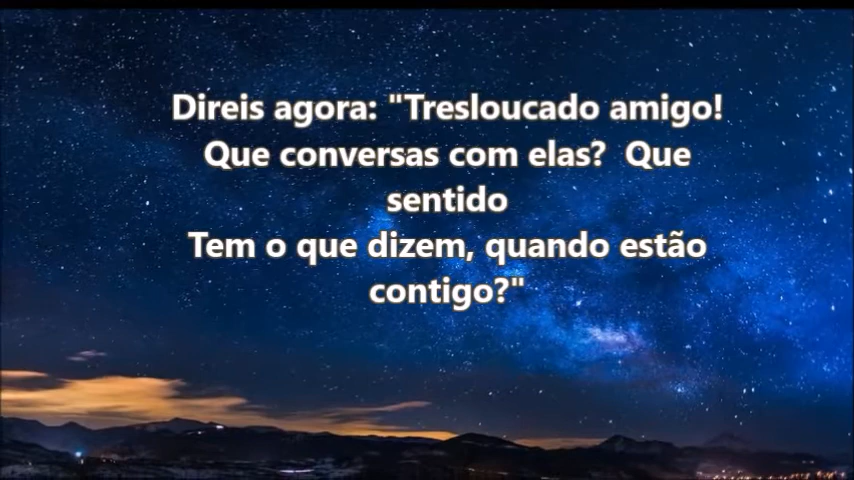 Direis agora: "Tresloucado amigo!
Que conversas com elas?  Que
sentido
Tem o que dizem, quando estão
contigo?"